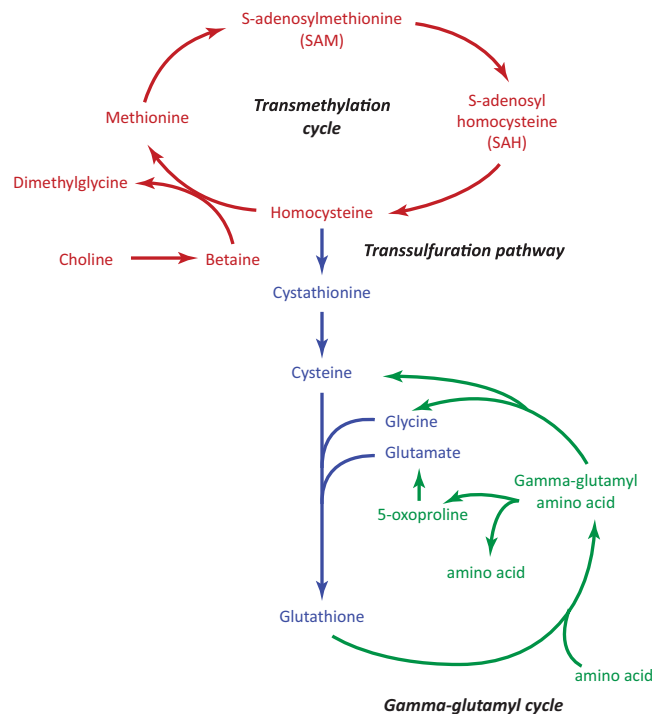 S-adenosylmethionine
(SAM)
Transmethylation
cycle
S-adenosyl
homocysteine
(SAH)
Methionine
Dimethylglycine
Homocysteine
Transsulfuration pathway
Choline
Betaine
Cystathionine
Cysteine
Glycine
Glutamate
Gamma-glutamyl
amino acid
5-oxoproline
amino acid
Glutathione
amino acid
Gamma-glutamyl cycle